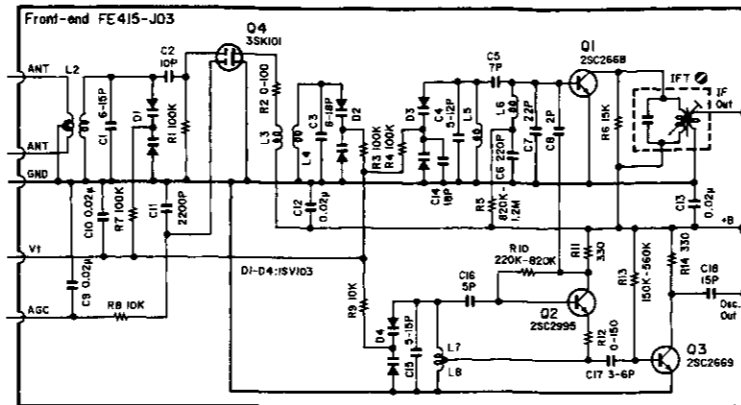 Front-end FE415-J03
Q4
3SK101
Q1
2SC2668
ANT
L2
C2
10P
C1 6-15P
D1
R1 100K
R2 0-100
L3
L4
C3 6-18P
D2
R3 100K
R4 100K
D3
C4 5-12P
L5
C5
7P
L6
C6 220P
C7 22P
C8 2P
R6 15K
IFT
IF
Out
ANT
GND
C10 0.02μ
R7 100K
C11
2200P
C12
0.02μ
C14
18P
R5
820K-
1.2M
C13
0.02μ
+B
Vt
D1-D4:1SV103
R10
220K-820K
R11
330
R13
150K-560K
R14 330
C9 0.02μ
R8 10K
AGC
R9 10K
D4
C15 5-15P
C16
5P
L7
L8
Q2
2SC2995
R12
0-150
C17 3-6P
Q3
2SC2669
C18
15P
Osc.
Out